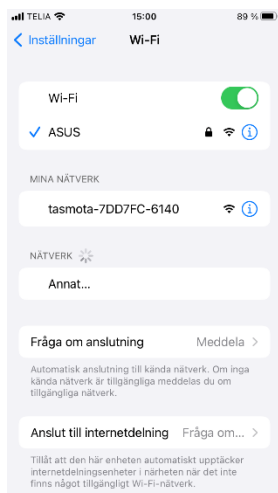 TELIA 15:00 89 %
Inställningar Wi-Fi
Wi-Fi
ASUS
MINA NÄTVERK
tasmota-7DD7FC-6140
NÄTVERK
Annat...
Fråga om anslutning Meddela
Automatisk anslutning till kända nätverk. Om inga
kända nätverk är tillgängliga meddelas du om
tillgängliga nätverk.
Anslut till internetdelning Fråga om...
Tillåt att den här enheten automatiskt upptäcker
internetdelningsenheter i närheten när det inte
finns något tillgängligt Wi-Fi-nätverk.